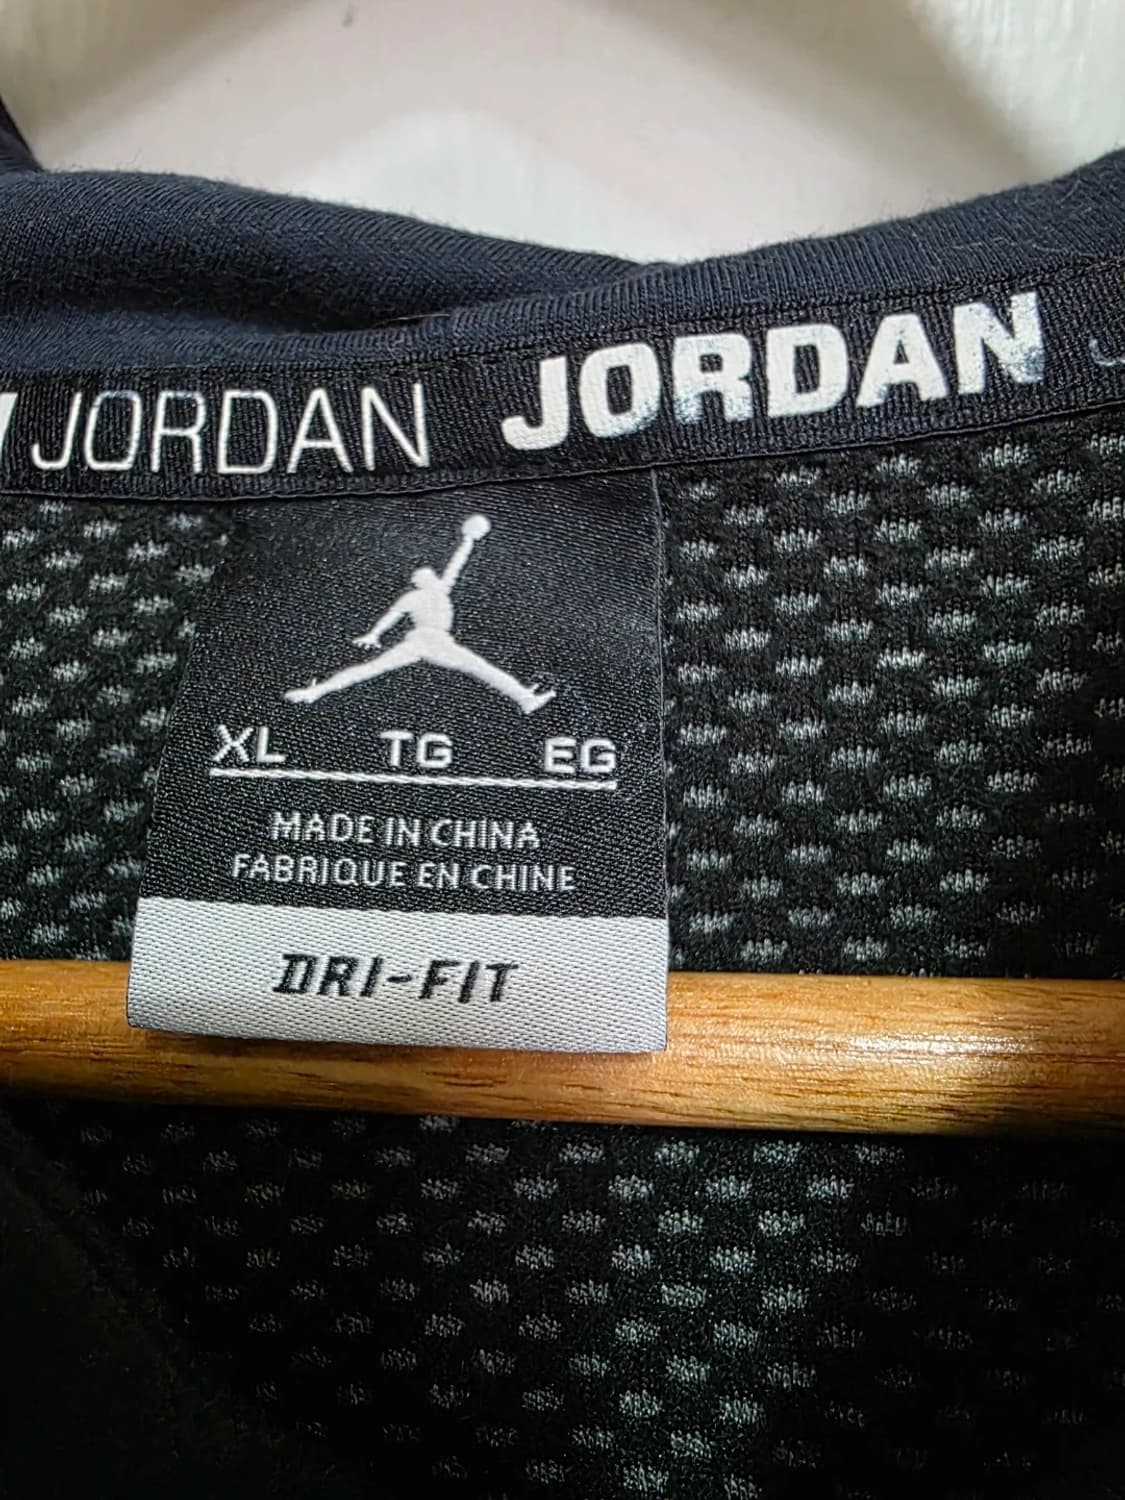 JORDAN JORDAN
XL TG EG
MADE IN CHINA
FABRIQUE EN CHINE
DRI-FIT